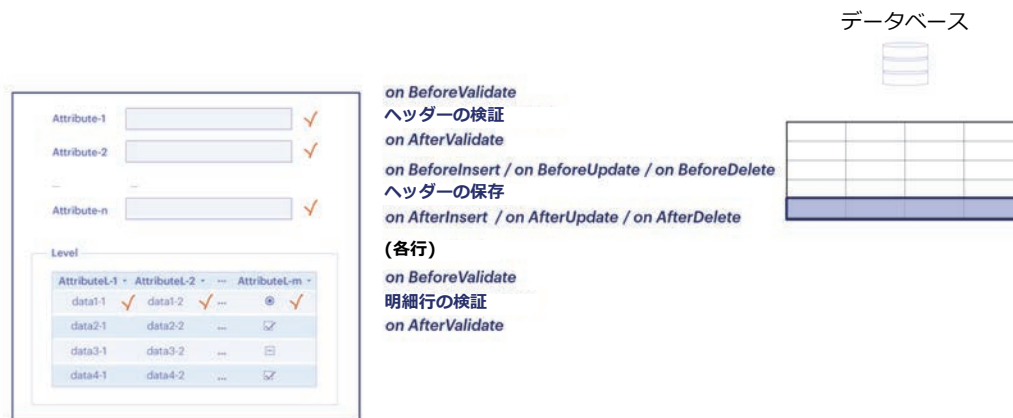 データベース
Attribute-1
Attribute-2
...
Attribute-n
Level
AttributeL-1 AttributeL-2 ... AttributeL-m
data1-1 data1-2 ...
data2-1 data2-2 ...
data3-1 data3-2 ...
data4-1 data4-2 ...
on BeforeValidate
ヘッダーの検証
on AfterValidate
on BeforeInsert / on BeforeUpdate / on BeforeDelete
ヘッダーの保存
on AfterInsert / on AfterUpdate / on AfterDelete
(各行)
on BeforeValidate
明細行の検証
on AfterValidate